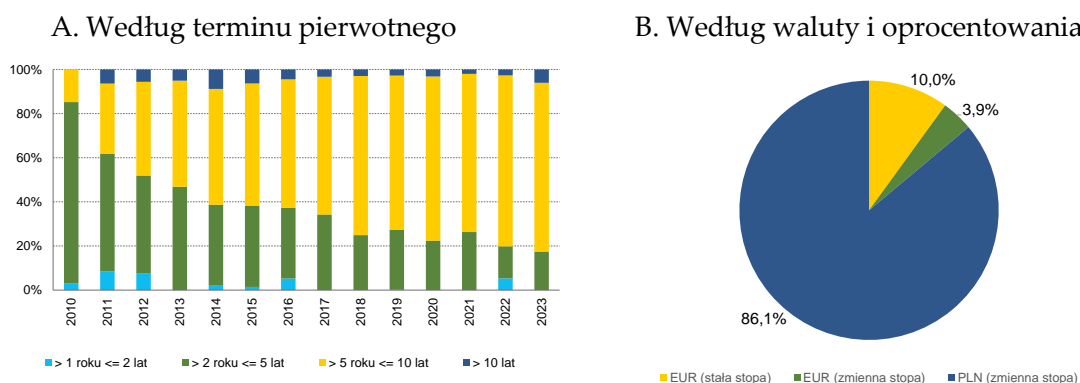 A. Według terminu pierwotnego
100%
80%
60%
40%
20%
0%
2010 2011 2012 2013 2014 2015 2016 2017 2018 2019 2020 2021 2022 2023
> 1 roku <= 2 lat > 2 roku <= 5 lat > 5 roku <= 10 lat > 10 lat
B. Według waluty i oprocentowania
10,0%
3,9%
86,1%
EUR (stała stopa) EUR (zmienna stopa) PLN (zmienna stopa)